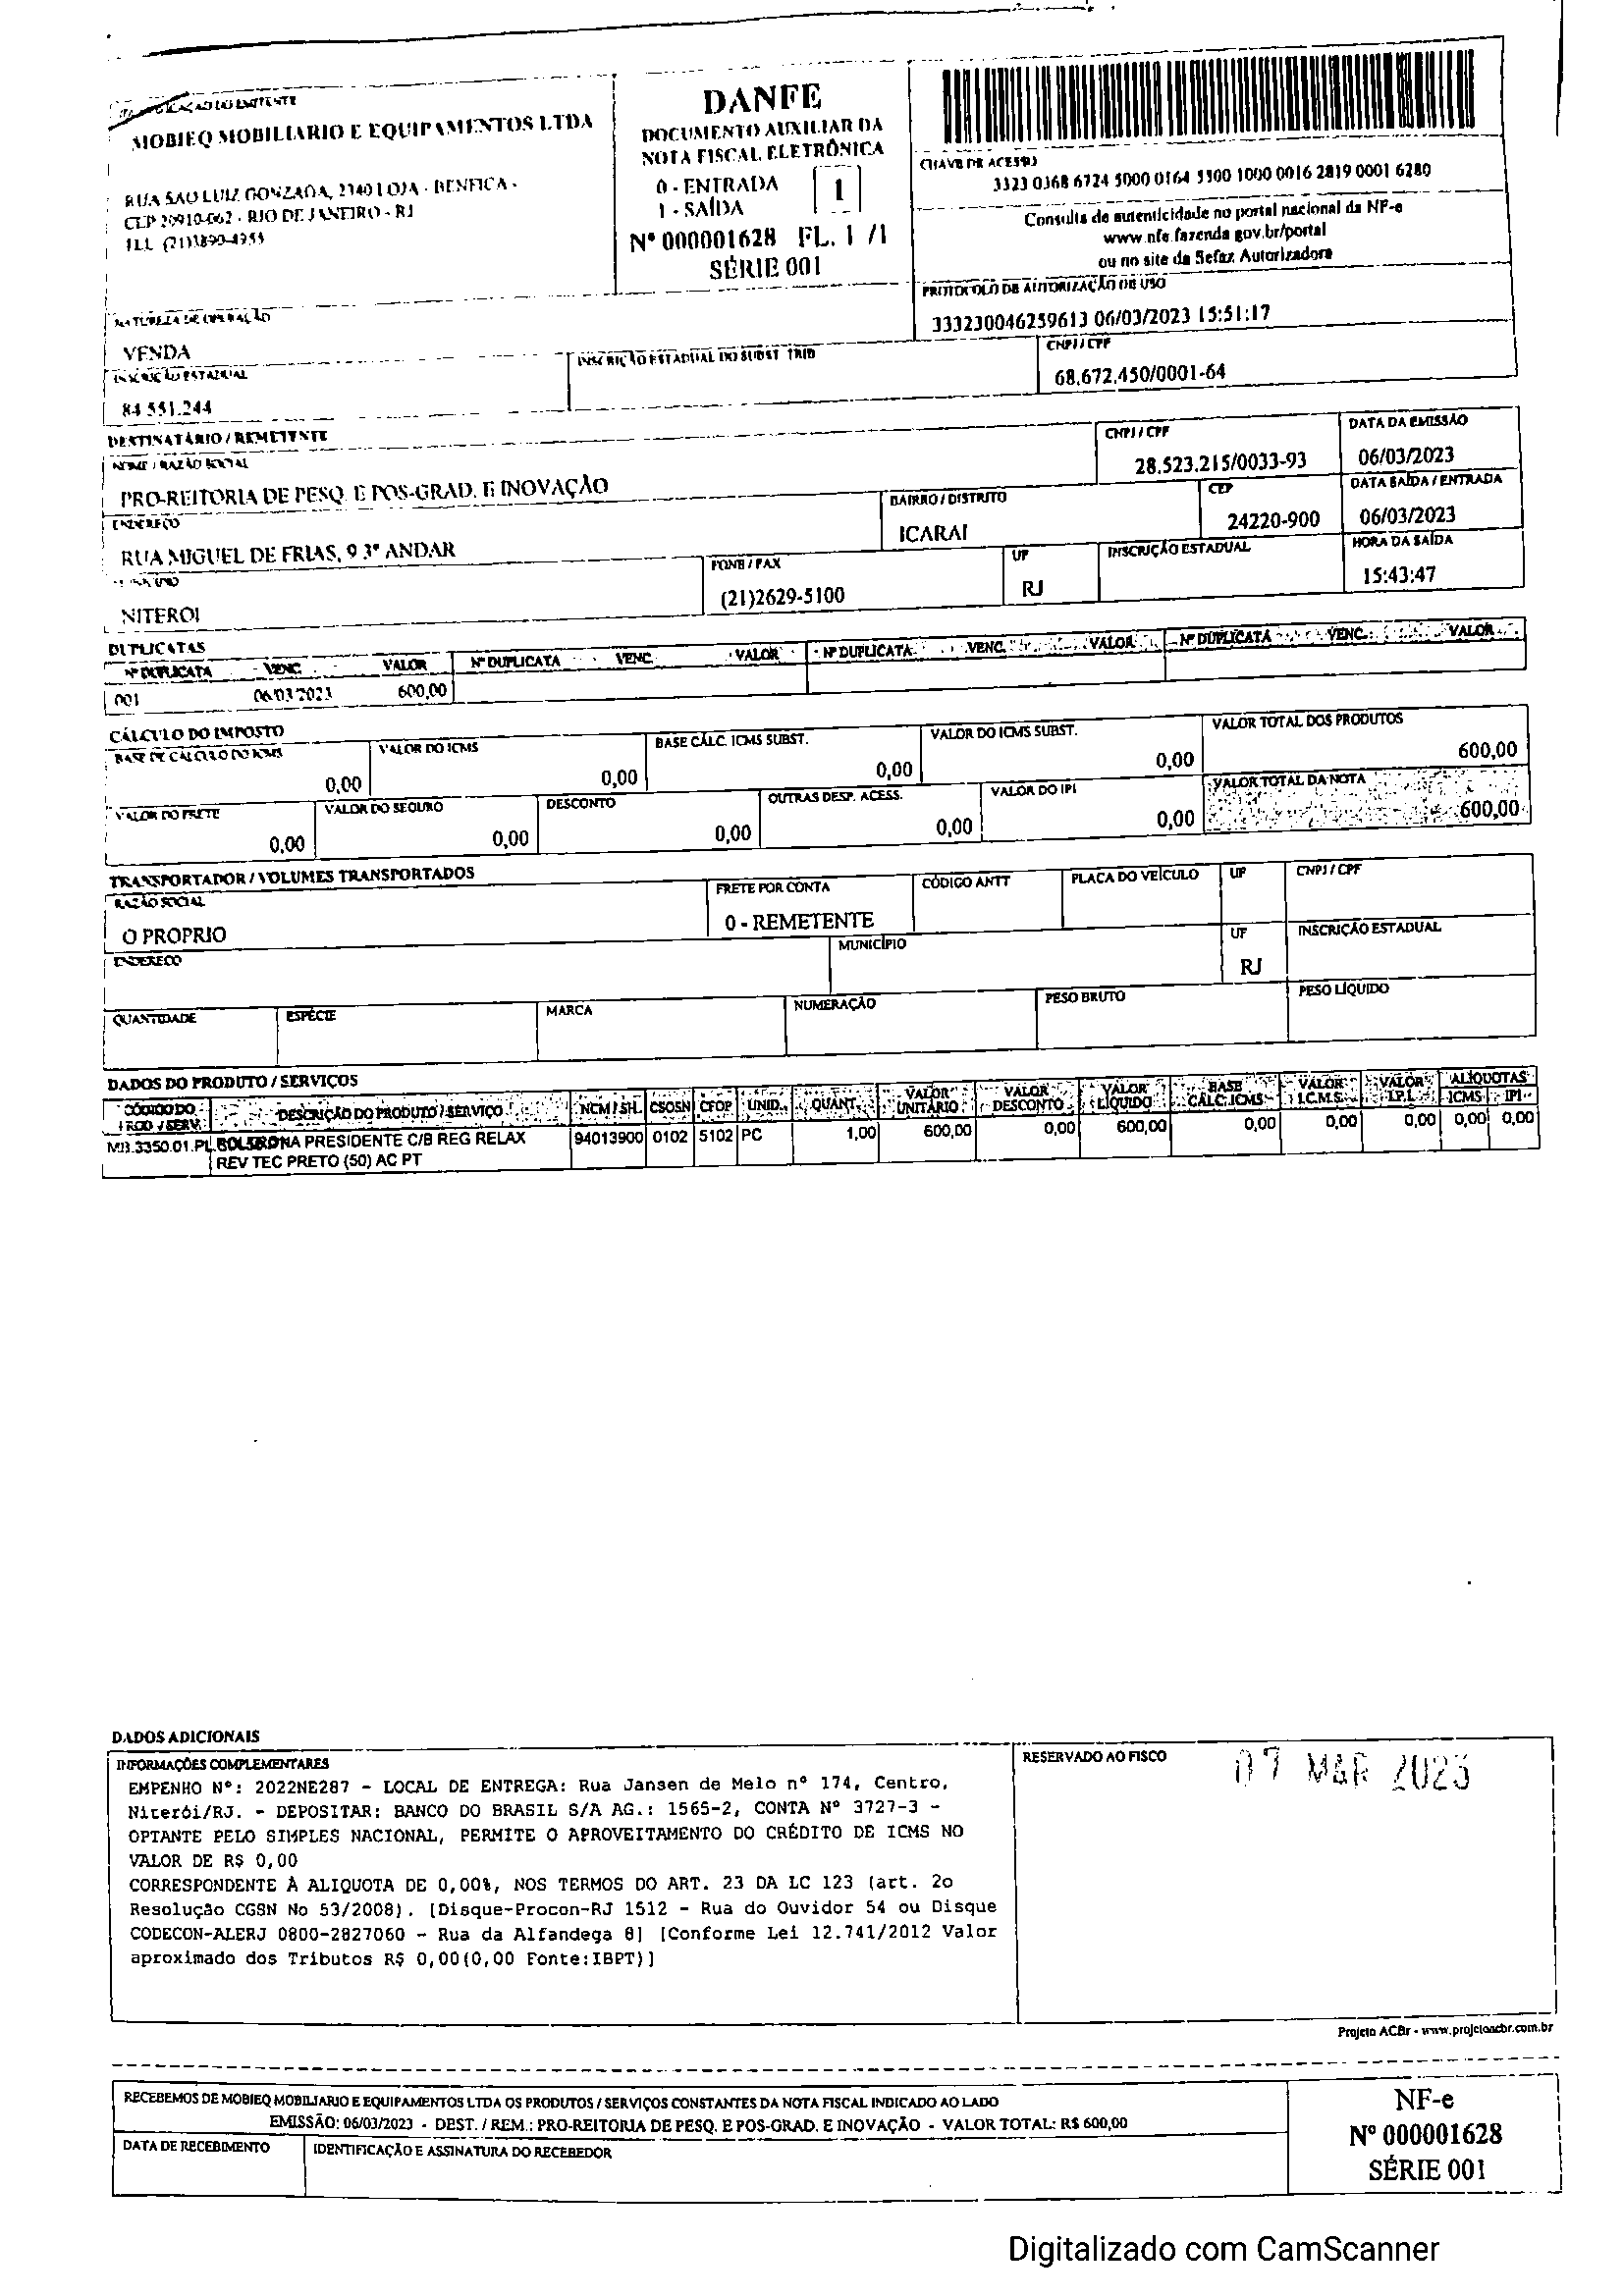 MOBIEQ MOBILIARIO E EQUIPAMENTOS LTDA
RUA SAO LUIZ GONZAGA, 2340 LOJA - BENFICA -
CEP 20910-062 - RIO DE JANEIRO - RJ
TEL (21)3890-4955
DANFE
DOCUMENTO AUXILIAR DA
NOTA FISCAL ELETRÔNICA
0 - ENTRADA
1 - SAÍDA
1
Nº 000001628 FL. 1 /1
SÉRIE 001
CHAVE DE ACESSO
3323 0368 6724 5000 0164 5500 1000 0016 2819 0001 6280
Consulta de autenticidade no portal nacional da NF-e
www.nfe.fazenda.gov.br/portal
ou no site da Sefaz Autorizadora
NATUREZA DE OPERAÇÃO
VENDA
PROTOCOLO DE AUTORIZAÇÃO DE USO
333230046259613 06/03/2023 15:51:17
INSCRIÇÃO ESTADUAL
84.551.244
INSCRIÇÃO ESTADUAL DO SUBST. TRIB
CNPJ / CPF
68.672.450/0001-64
DESTINATÁRIO / REMETENTE
NOME / RAZÃO SOCIAL
PRO-REITORIA DE PESQ. E POS-GRAD. E INOVAÇÃO
CNPJ / CPF
28.523.215/0033-93
DATA DA EMISSÃO
06/03/2023
ENDEREÇO
RUA MIGUEL DE FRIAS, 9 3º ANDAR
BAIRRO / DISTRITO
ICARAI
CEP
24220-900
DATA SAÍDA / ENTRADA
06/03/2023
NITEROI
FONE / FAX
(21)2629-5100
UF
RJ
INSCRIÇÃO ESTADUAL
HORA DA SAÍDA
15:43:47
DUPLICATAS
Nº DUPLICATA VENC. VALOR Nº DUPLICATA VENC. VALOR Nº DUPLICATA VENC. VALOR Nº DUPLICATA VENC. VALOR
001 06/03/2023 600,00
CÁLCULO DO IMPOSTO
BASE DE CÁLCULO DO ICMS VALOR DO ICMS BASE CÁLC. ICMS SUBST. VALOR DO ICMS SUBST. VALOR TOTAL DOS PRODUTOS
0,00 0,00 0,00 0,00 600,00
VALOR DO FRETE VALOR DO SEGURO DESCONTO OUTRAS DESP. ACESS. VALOR DO IPI VALOR TOTAL DA NOTA
0,00 0,00 0,00 0,00 0,00 600,00
TRANSPORTADOR / VOLUMES TRANSPORTADOS
RAZÃO SOCIAL FRETE POR CONTA CÓDIGO ANTT PLACA DO VEÍCULO UF CNPJ / CPF
O PROPRIO 0 - REMETENTE
ENDEREÇO MUNICÍPIO UF INSCRIÇÃO ESTADUAL
RJ
QUANTIDADE ESPÉCIE MARCA NUMERAÇÃO PESO BRUTO PESO LÍQUIDO
DADOS DO PRODUTO / SERVIÇOS
CÓDIGO DO PROD / SERV. DESCRIÇÃO DO PRODUTO / SERVIÇO NCM / SH. CSOSN CFOP UNID. QUANT. VALOR UNITÁRIO VALOR DESCONTO VALOR LÍQUIDO BASE CÁLC.ICMS VALOR I.C.M.S. VALOR I.P.I. ALÍQUOTAS ICMS IPI
MB.3350.01.PL PRESIDENTE C/B REG RELAX 94013900 0102 5102 PC 1,00 600,00 0,00 600,00 0,00 0,00 0,00 0,00 0,00
REV TEC PRETO (50) AC PT
DADOS ADICIONAIS
INFORMAÇÕES COMPLEMENTARES
EMPENHO Nº: 2022NE287 - LOCAL DE ENTREGA: Rua Jansen de Melo nº 174, Centro,
Niterói/RJ. - DEPOSITAR: BANCO DO BRASIL S/A AG.: 1565-2, CONTA Nº 3727-3 -
OPTANTE PELO SIMPLES NACIONAL, PERMITE O APROVEITAMENTO DO CRÉDITO DE ICMS NO
VALOR DE R$ 0,00
CORRESPONDENTE À ALIQUOTA DE 0,00%, NOS TERMOS DO ART. 23 DA LC 123 (art. 2o
Resolução CGSN No 53/2008). [Disque-Procon-RJ 1512 - Rua do Ouvidor 54 ou Disque
CODECON-ALERJ 0800-2827060 - Rua da Alfandega 8] [Conforme Lei 12.741/2012 Valor
aproximado dos Tributos R$ 0,00(0,00 Fonte:IBPT)]
RESERVADO AO FISCO
07 MAR 2023
Projeto ACBr - www.projetoacbr.com.br
RECEBEMOS DE MOBIEQ MOBILIARIO E EQUIPAMENTOS LTDA OS PRODUTOS / SERVIÇOS CONSTANTES DA NOTA FISCAL INDICADO AO LADO
EMISSÃO: 06/03/2023 - DEST. / REM.: PRO-REITORIA DE PESQ. E POS-GRAD. E INOVAÇÃO - VALOR TOTAL: R$ 600,00
DATA DE RECEBIMENTO
IDENTIFICAÇÃO E ASSINATURA DO RECEBEDOR
NF-e
Nº 000001628
SÉRIE 001
Digitalizado com CamScanner